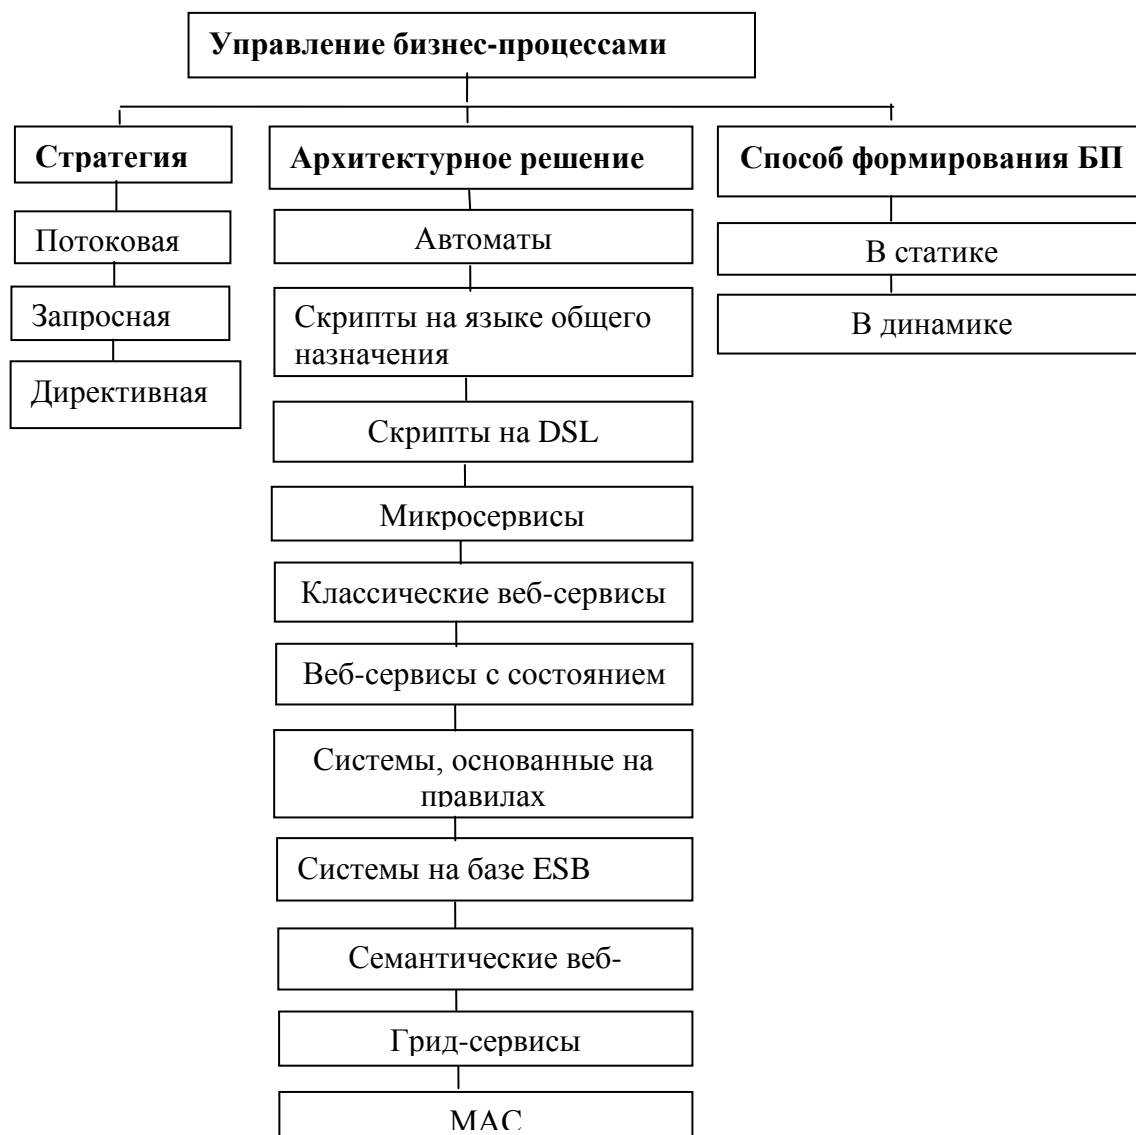 Управление бизнес-процессами
Стратегия
Потоковая
Запросная
Директивная
Архитектурное решение
Автоматы
Скрипты на языке общего
назначения
Скрипты на DSL
Микросервисы
Классические веб-сервисы
Веб-сервисы с состоянием
Системы, основанные на
правилах
Системы на базе ESB
Семантические веб-
Грид-сервисы
МАС
Способ формирования БП
В статике
В динамике